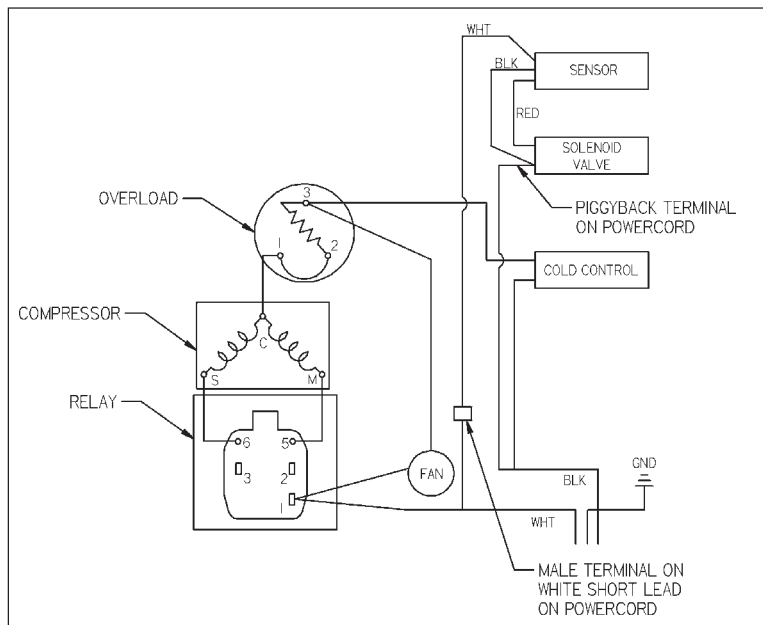 WHT
SENSOR
BLK
RED
SOLENOID
VALVE
OVERLOAD
3
1
2
PIGGYBACK TERMINAL
ON POWERCORD
COLD CONTROL
COMPRESSOR
C
S
M
RELAY
6
5
3
2
1
FAN
GND
BLK
WHT
MALE TERMINAL ON
WHITE SHORT LEAD
ON POWERCORD